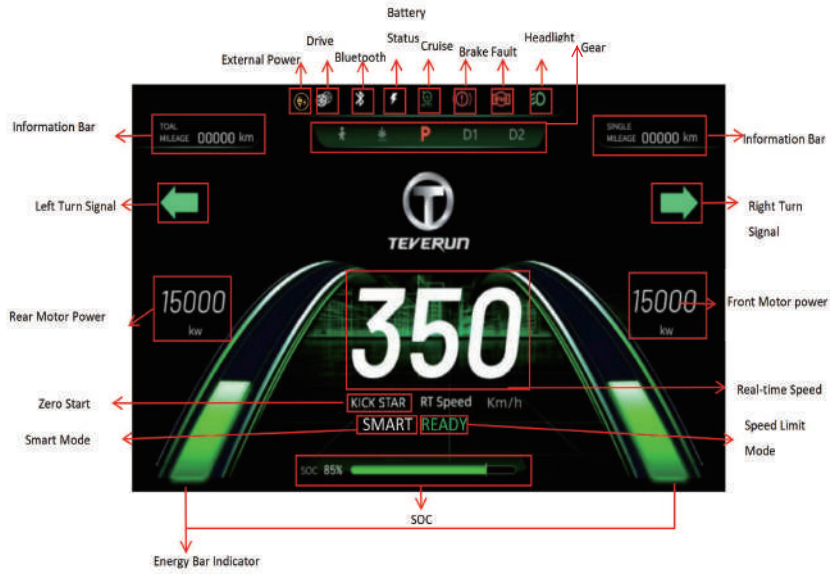 Battery
Drive Status Cruise Headlight
External Power Bluetooth Brake Fault Gear
Information Bar
TOAL
MILEAGE 00000 km
P D1 D2
SINGLE
MILEAGE 00000 km
Information Bar
Left Turn Signal
Right Turn
Signal
TEVERUN
15000
kw
350
15000
kw
Rear Motor Power
Front Motor power
Real-time Speed
Zero Start
KICK STAR RT Speed Km/h
Smart Mode
SMART READY
Speed Limit
Mode
SOC 85%
SOC
Energy Bar Indicator